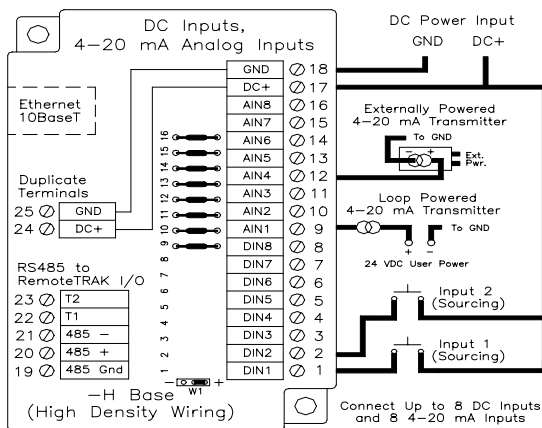 DC Inputs,
4-20 mA Analog Inputs
DC Power Input
GND DC+
GND 18
DC+ 17
AIN8 16
AIN7 15
AIN6 14
AIN5 13
AIN4 12
AIN3 11
AIN2 10
AIN1 9
DIN8 8
DIN7 7
DIN6 6
DIN5 5
DIN4 4
DIN3 3
DIN2 2
DIN1 1
Ethernet
10BaseT
16
15
14
13
12
11
10
9
8
7
6
5
4
3
2
1
Duplicate
Terminals
25 GND
24 DC+
RS485 to
RemoteTRAK I/O
23 T2
22 T1
21 485 -
20 485 +
19 485 Gnd
- W1 +
-H Base
(High Density Wiring)
Externally Powered
4-20 mA Transmitter
To GND
- +
Ext.
Pwr.
Loop Powered
4-20 mA Transmitter
To GND
+ -
24 VDC User Power
Input 2
(Sourcing)
Input 1
(Sourcing)
Connect Up to 8 DC Inputs
and 8 4-20 mA Inputs